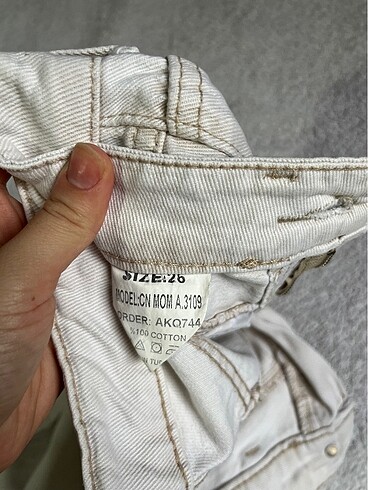 SIZE:26
MODEL:CN MOM A.3109
ORDER: AKQ744
%100 COTTON